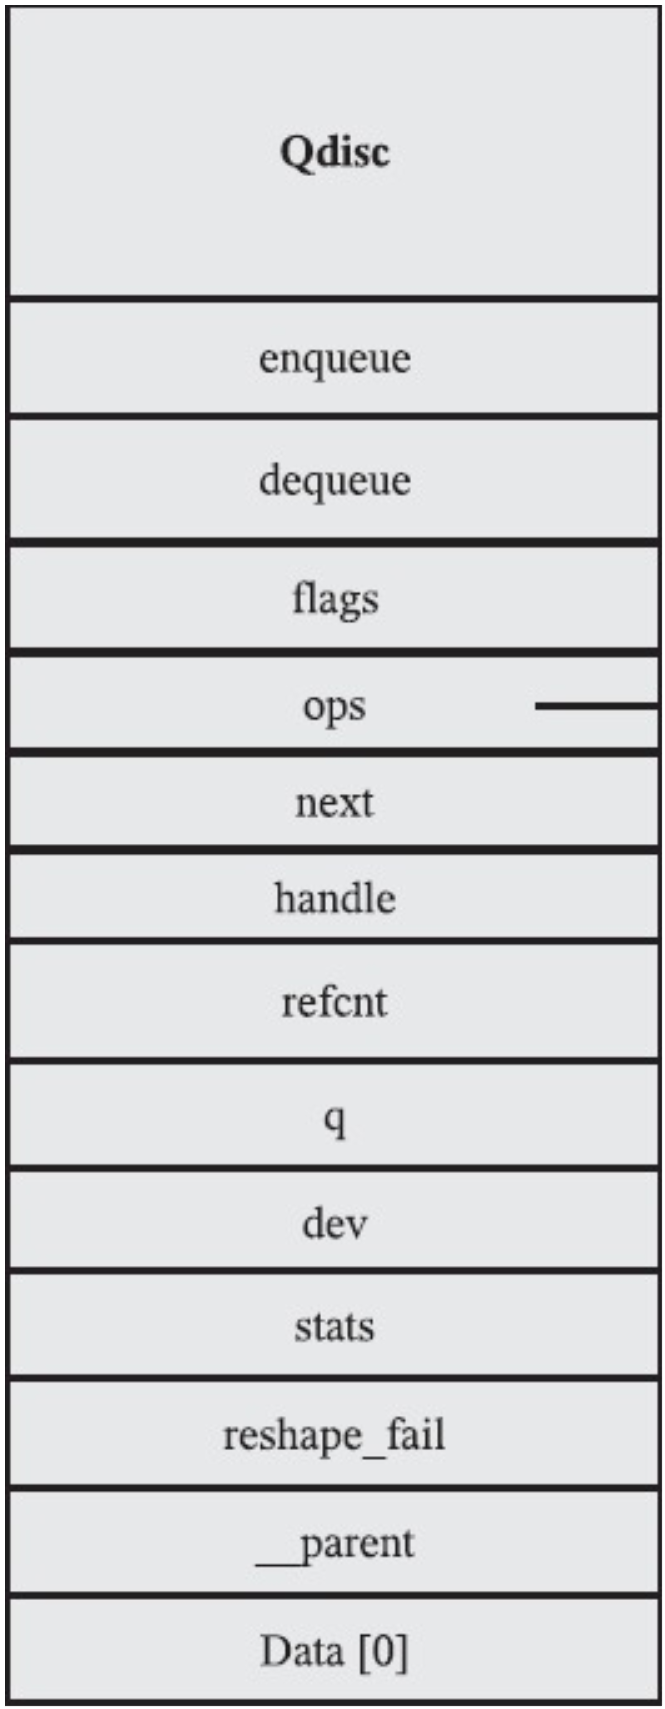 Qdisc
enqueue
dequeue
flags
ops
next
handle
refcnt
q
dev
stats
reshape_fail
__parent
Data [0]